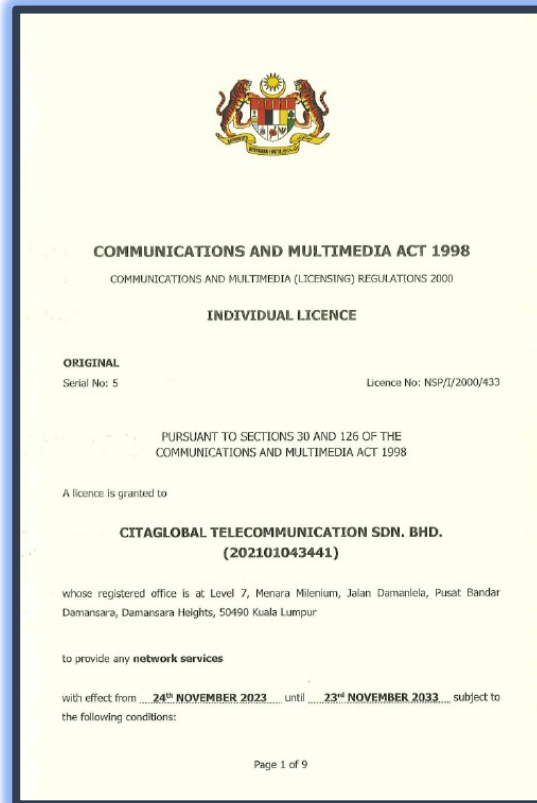 COMMUNICATIONS AND MULTIMEDIA ACT 1998
COMMUNICATIONS AND MULTIMEDIA (LICENSING) REGULATIONS 2000
INDIVIDUAL LICENCE
ORIGINAL
Serial No: 5 Licence No: NSP/I/2000/433
PURSUANT TO SECTIONS 30 AND 126 OF THE
COMMUNICATIONS AND MULTIMEDIA ACT 1998
A licence is granted to
CITAGLOBAL TELECOMMUNICATION SDN. BHD.
(202101043441)
whose registered office is at Level 7, Menara Milenium, Jalan Damanlela, Pusat Bandar
Damansara, Damansara Heights, 50490 Kuala Lumpur
to provide any network services
with effect from 24th NOVEMBER 2023 until 23rd NOVEMBER 2033 subject to
the following conditions:
Page 1 of 9